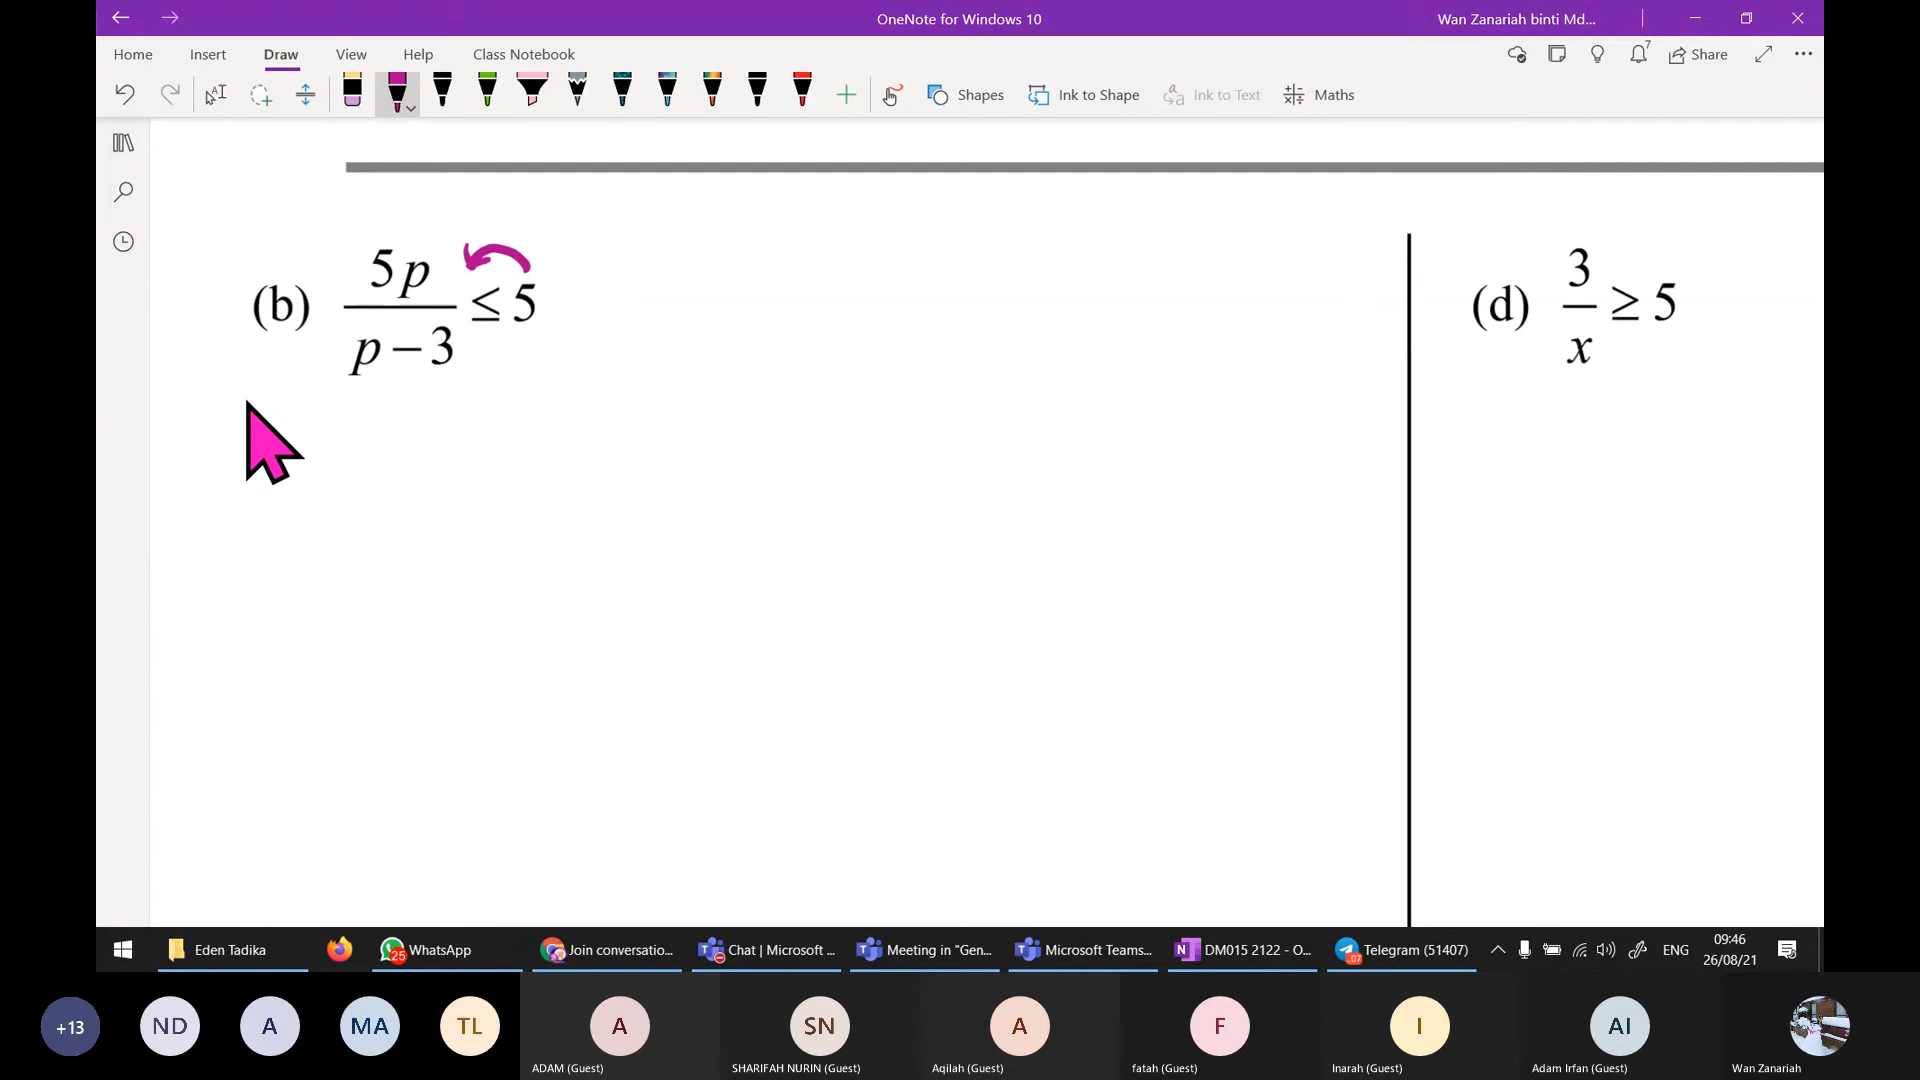 OneNote for Windows 10
Wan Zanariah binti Md...
Home Insert Draw View Help Class Notebook
7
Share
Shapes
Ink to Shape
Ink to Text
Maths
(b) 5p / (p − 3) ≤ 5
(d) 3 / x ≥ 5
Eden Tadika
25
WhatsApp
Join conversatio...
Chat | Microsoft ...
Meeting in "Gen...
Microsoft Teams...
N
DM015 2122 - O...
Telegram (51407)
ENG
09:46
26/08/21
+13
ND
A
MA
TL
A
SN
A
F
I
AI
ADAM (Guest)
SHARIFAH NURIN (Guest)
Aqilah (Guest)
fatah (Guest)
Inarah (Guest)
Adam Irfan (Guest)
Wan Zanariah